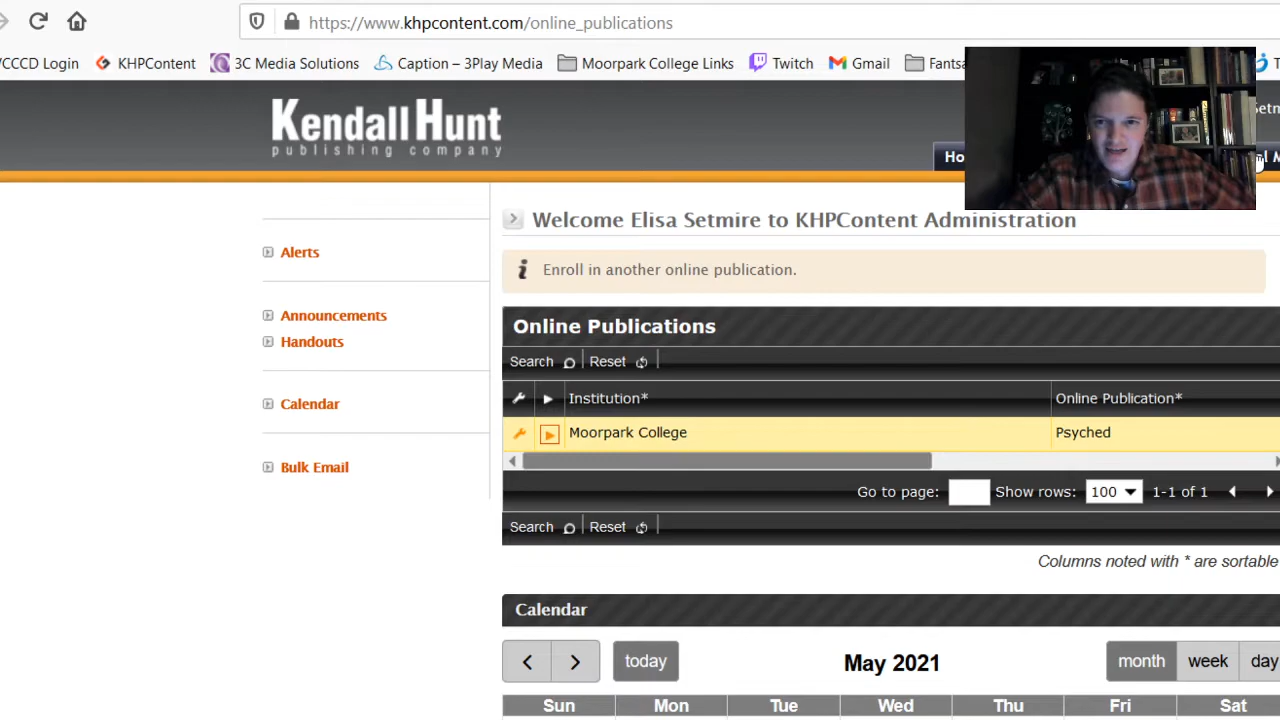 https://www.khpcontent.com/online_publications
CCCD Login KHPContent 3C Media Solutions Caption – 3Play Media Moorpark College Links Twitch Gmail
KendallHunt
publishing company
Welcome Elisa Setmire to KHPContent Administration
Alerts
Enroll in another online publication.
Announcements
Handouts
Calendar
Bulk Email
Online Publications
Search Reset
Institution* Online Publication*
Moorpark College Psyched
Go to page: Show rows: 100 1-1 of 1
Search Reset
Columns noted with * are sortable
Calendar
today May 2021 month week day
Sun Mon Tue Wed Thu Fri Sat